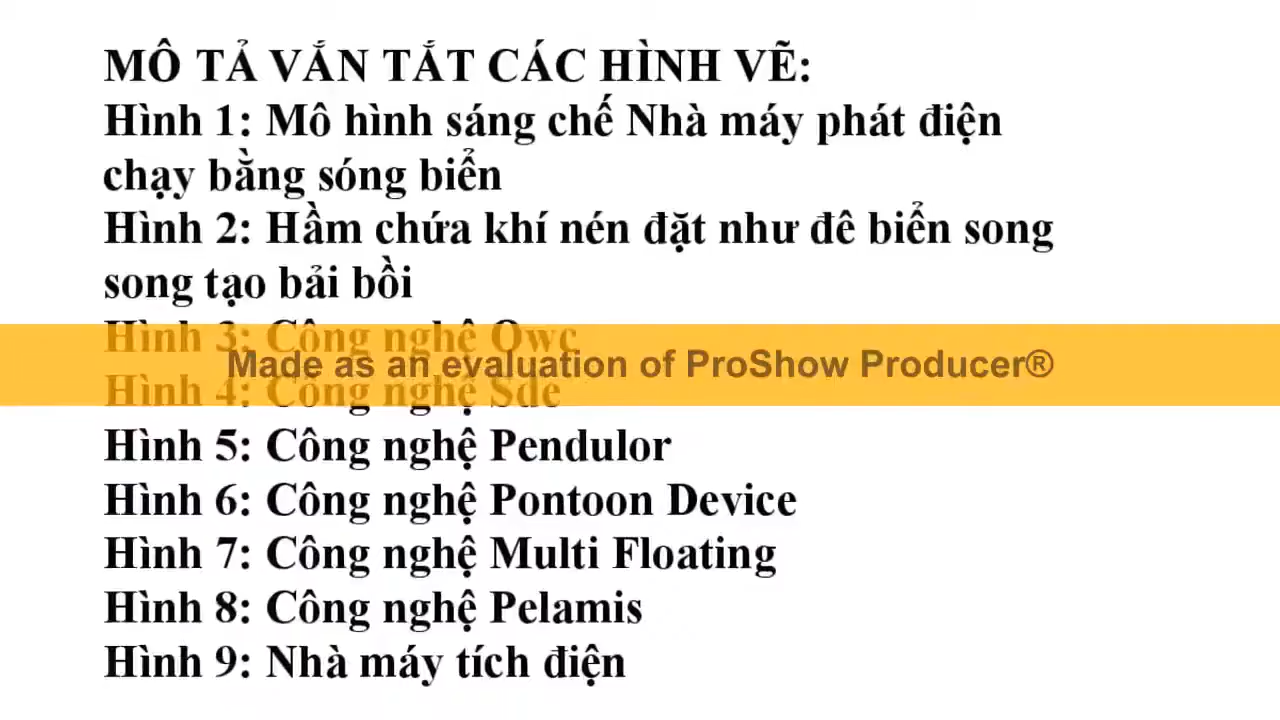 MÔ TẢ VẮN TẮT CÁC HÌNH VẼ:
Hình 1: Mô hình sáng chế Nhà máy phát điện
chạy bằng sóng biển
Hình 2: Hầm chứa khí nén đặt như đê biển song
song tạo bải bồi
Hình 3: Công nghệ Owc
Made as an evaluation of ProShow Producer®
Hình 4: Công nghệ Sde
Hình 5: Công nghệ Pendulor
Hình 6: Công nghệ Pontoon Device
Hình 7: Công nghệ Multi Floating
Hình 8: Công nghệ Pelamis
Hình 9: Nhà máy tích điện